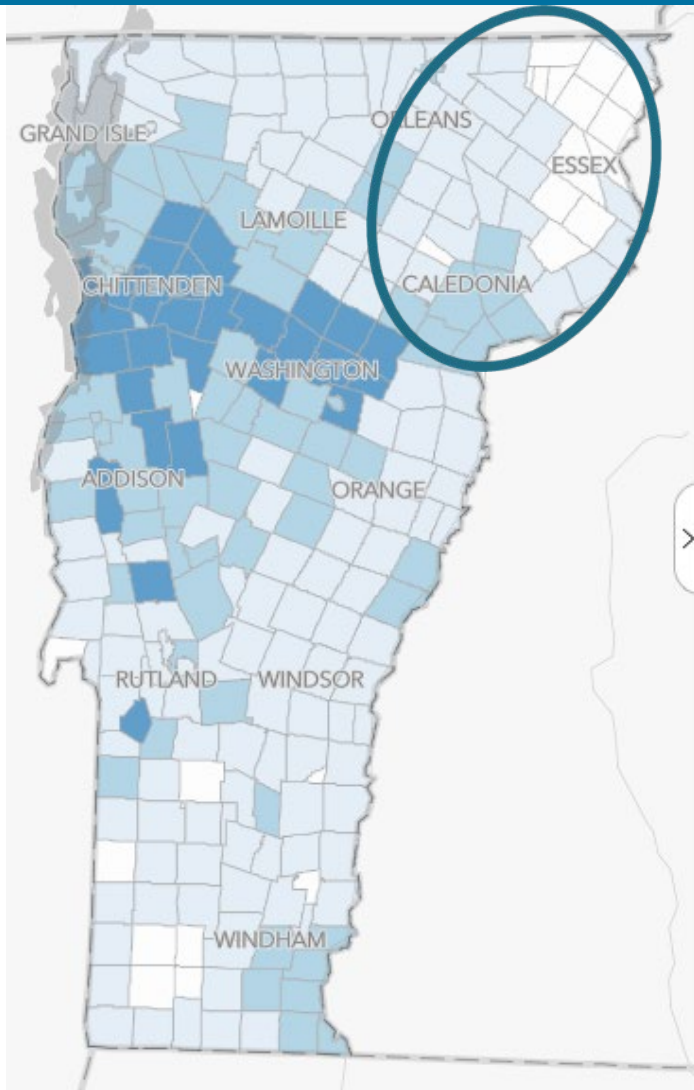 ORLEANS
GRAND ISLE
ESSEX
LAMOILLE
CHITTENDEN
CALEDONIA
WASHINGTON
ADDISON
ORANGE
RUTLAND
WINDSOR
WINDHAM